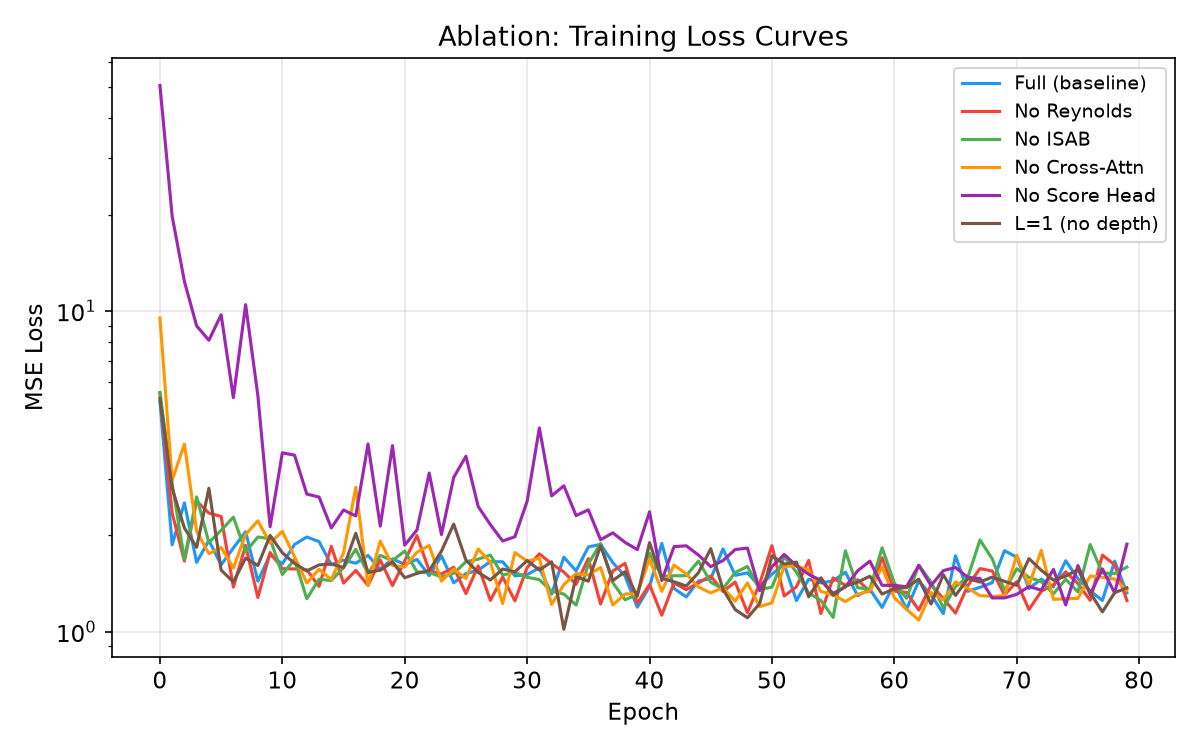 Ablation: Training Loss Curves
MSE Loss
10¹
10⁰
0 10 20 30 40 50 60 70 80
Epoch
Full (baseline)
No Reynolds
No ISAB
No Cross-Attn
No Score Head
L=1 (no depth)